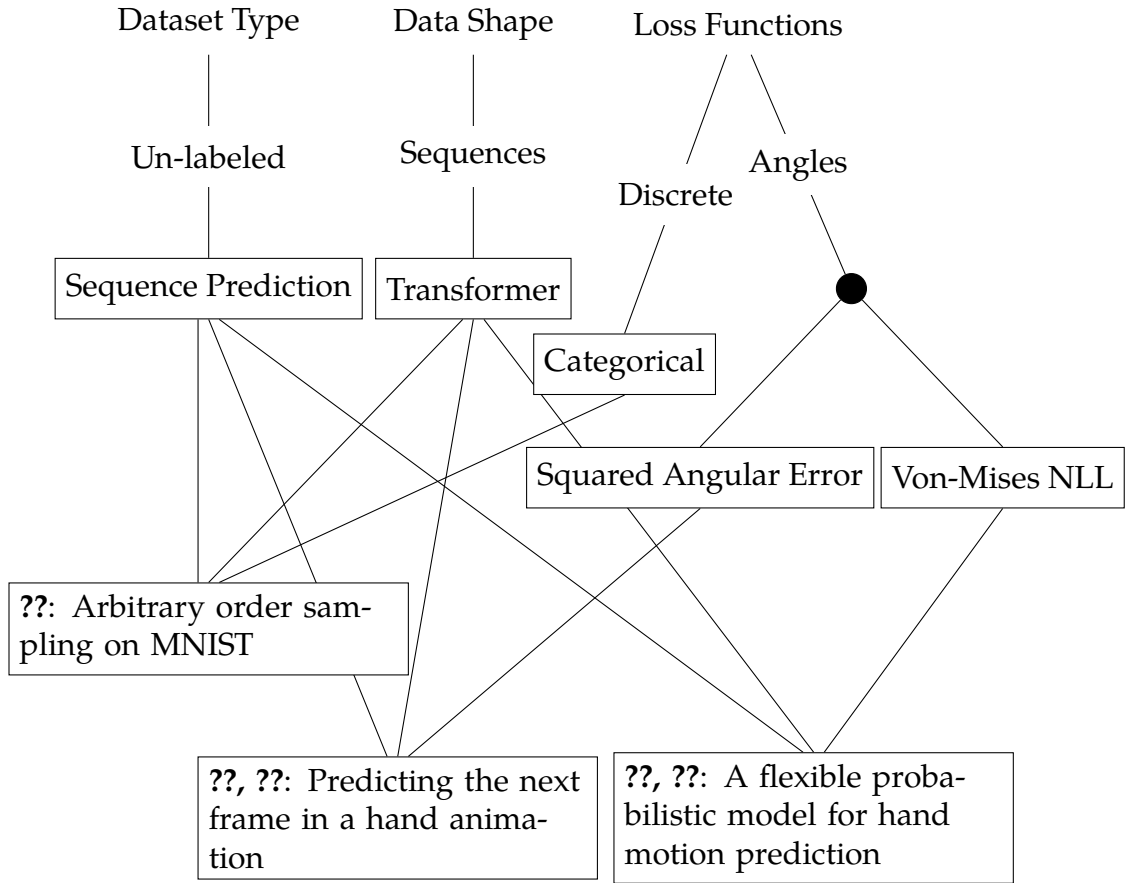 Dataset Type
Data Shape
Loss Functions
Un-labeled
Sequences
Angles
Discrete
Sequence Prediction
Transformer
Categorical
Squared Angular Error
Von-Mises NLL
??: Arbitrary order sam-
pling on MNIST
??, ??: Predicting the next
frame in a hand anima-
tion
??, ??: A flexible proba-
bilistic model for hand
motion prediction